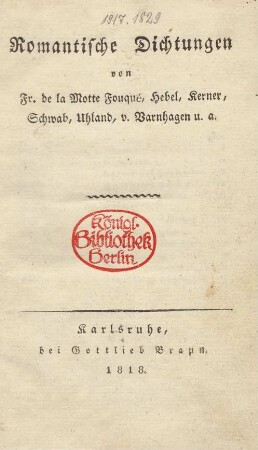 1917. 1829
Romantische Dichtungen
von
Fr. de la Motte Fouqué, Hebel, Kerner,
Schwab, Uhland, v. Varnhagen u. a.
Königl.
Bibliothek
Berlin
Karlsruhe,
bei Gottlieb Braun.
1818.